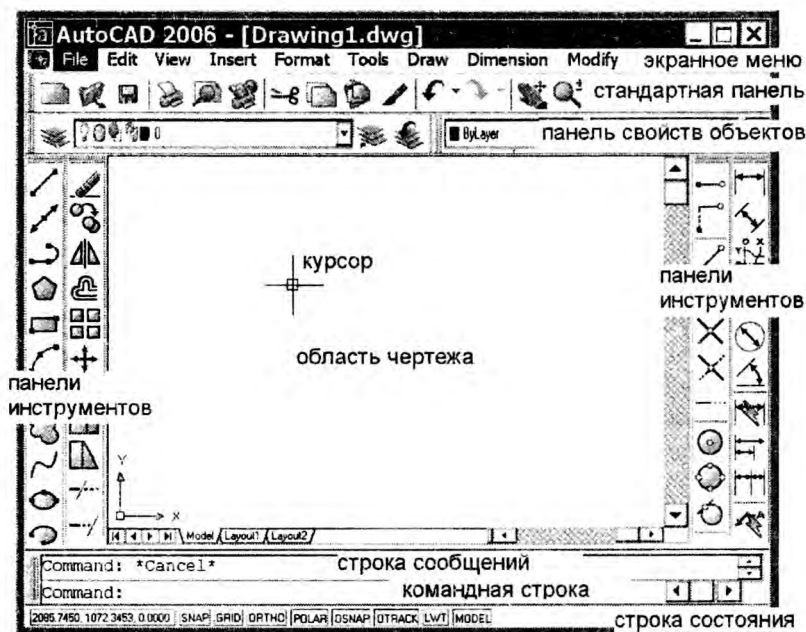 AutoCAD 2006 - [Drawing1.dwg]
File Edit View Insert Format Tools Draw Dimension Modify экранное меню
стандартная панель
0 ByLayer панель свойств объектов
курсор
панели
инструментов
область чертежа
панели
инструментов
Y
X
Model Layout1 Layout2
Command: *Cancel* строка сообщений
Command: командная строка
2085.7450, 1072.3453, 0.0000 SNAP GRID ORTHO POLAR OSNAP OTRACK LWT MODEL строка состояния